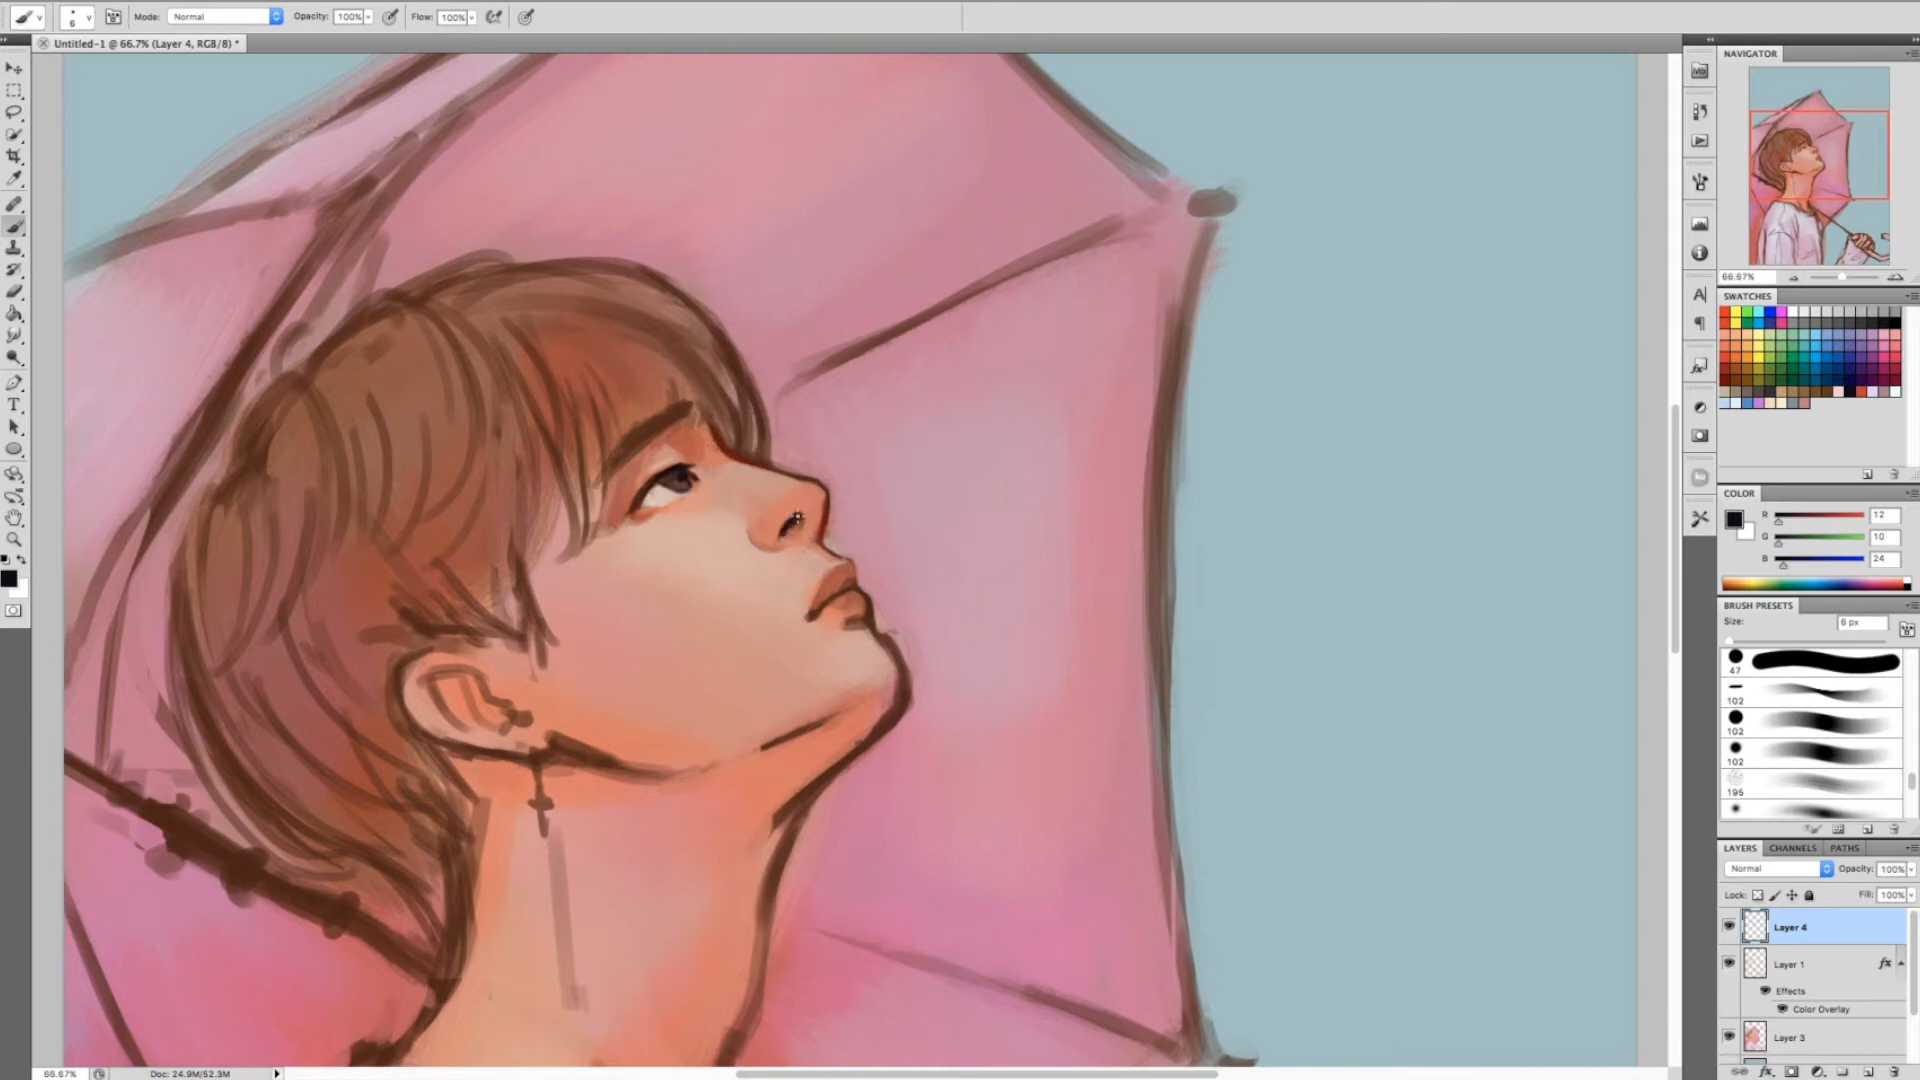 6 Mode: Normal Opacity: 100% Flow: 100%
Untitled-1 @ 66.7% (Layer 4, RGB/8) *
NAVIGATOR
66.67%
SWATCHES
COLOR
R 12
G 10
B 24
BRUSH PRESETS
Size: 6 px
47
102
102
102
195
LAYERS CHANNELS PATHS
Normal Opacity: 100%
Lock: Fill: 100%
Layer 4
Layer 1 fx
Effects
Color Overlay
Layer 3
66.67% Doc: 24.9M/52.3M